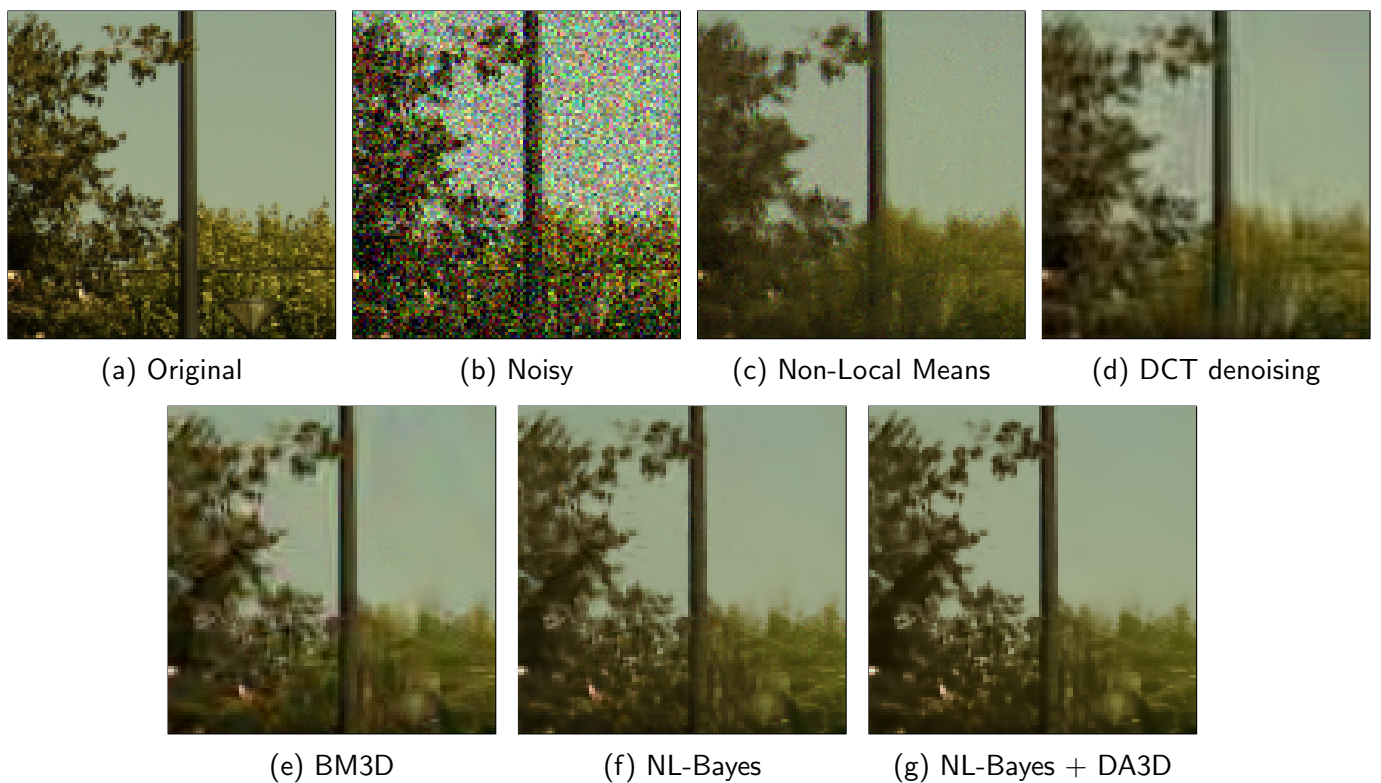 (a) Original
(b) Noisy
(c) Non-Local Means
(d) DCT denoising
(e) BM3D
(f) NL-Bayes
(g) NL-Bayes + DA3D